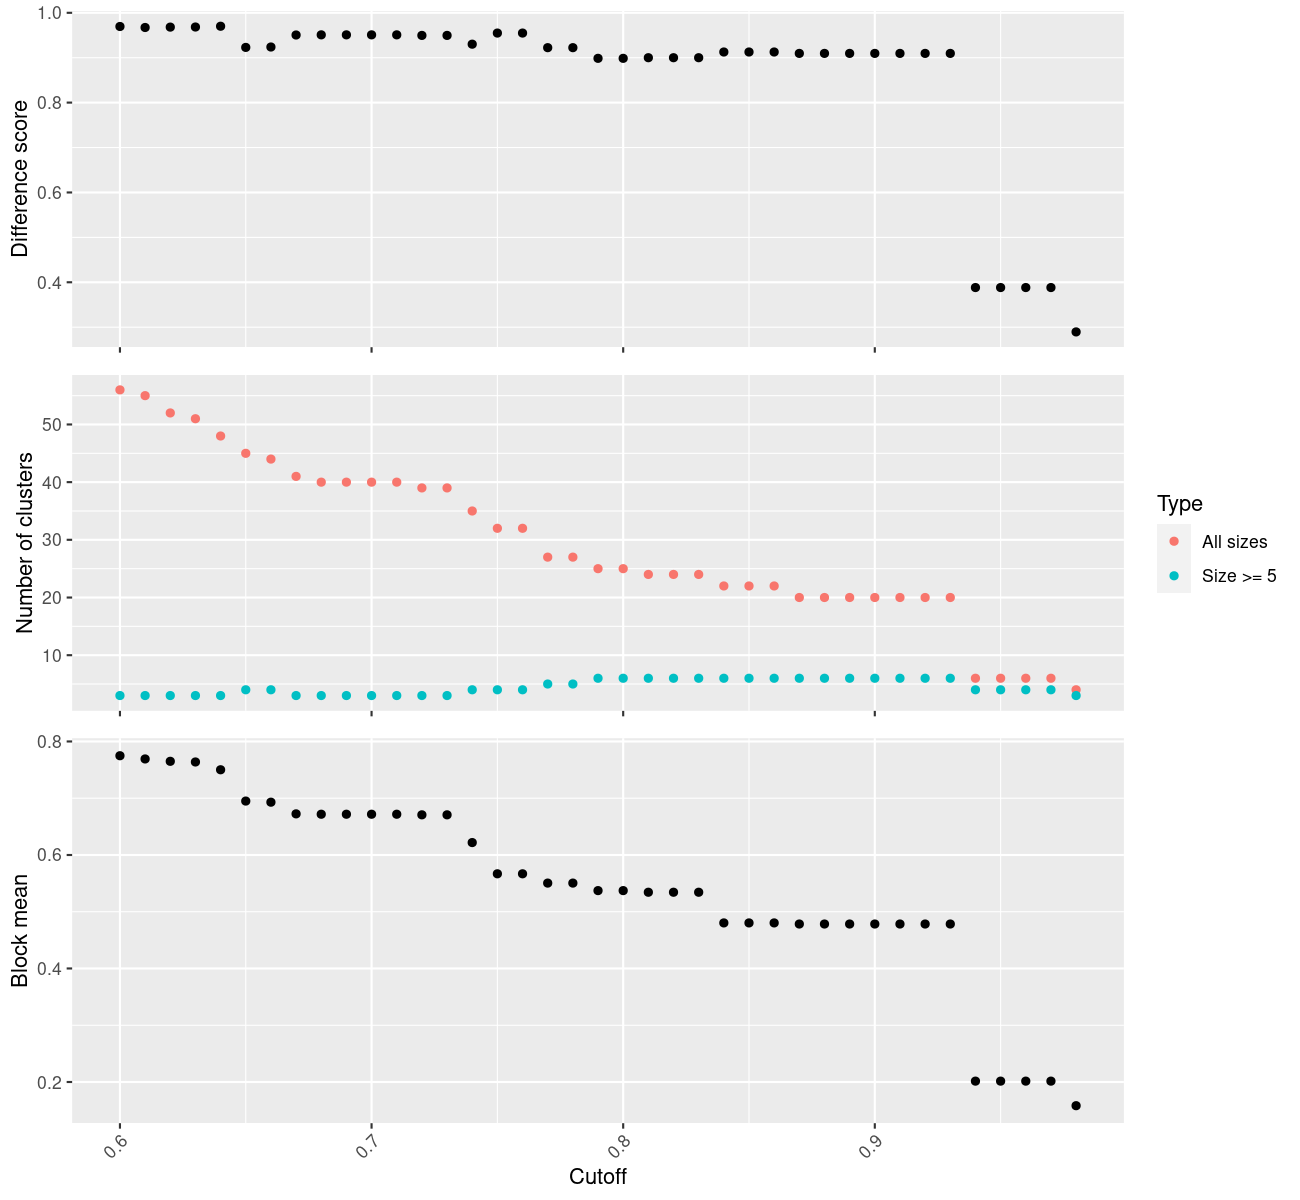 1.0
0.8
0.6
0.4
Difference score
50
40
30
20
10
Number of clusters
Type
All sizes
Size >= 5
0.8
0.6
0.4
0.2
Block mean
0.6
0.7
0.8
0.9
Cutoff